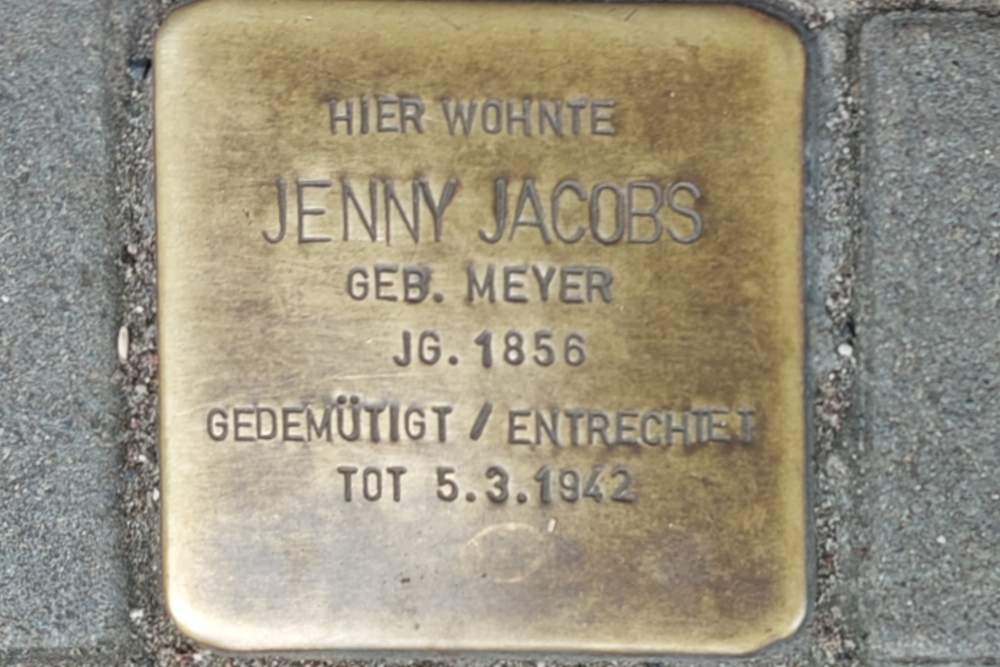 HIER WOHNTE
JENNY JACOBS
GEB. MEYER
JG. 1856
GEDEMÜTIGT / ENTRECHTET
TOT 5.3.1942